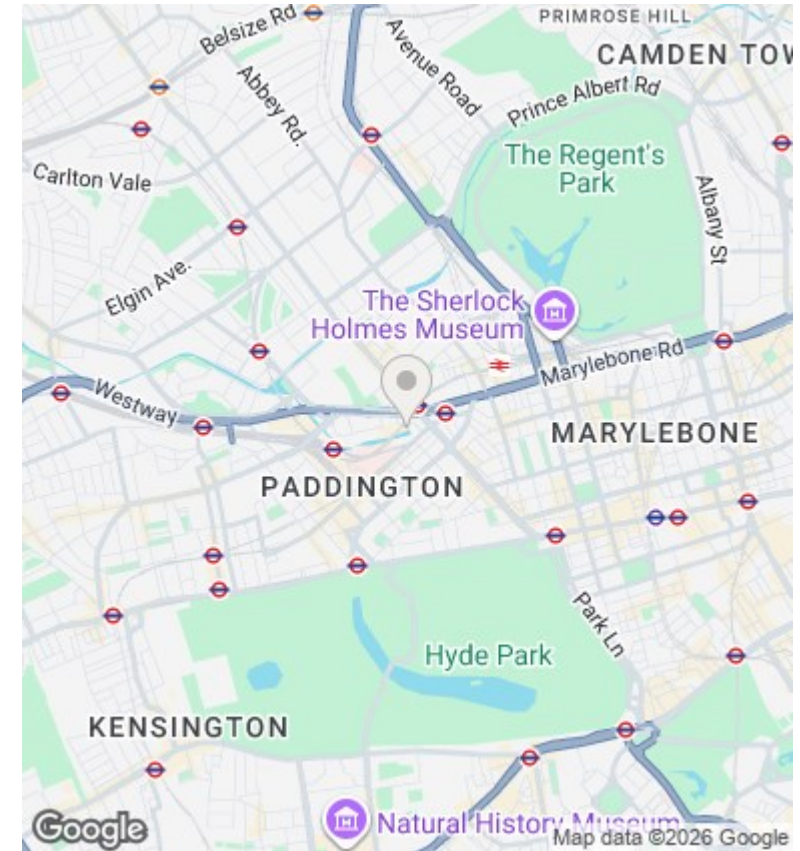 PRIMROSE HILL
Belsize Rd
Avenue Road
CAMDEN TOW
Abbey Rd.
Prince Albert Rd
The Regent's
Park
Carlton Vale
Albany St
Elgin Ave.
The Sherlock
Holmes Museum
Marylebone Rd
Westway
MARYLEBONE
PADDINGTON
Park Ln
Hyde Park
KENSINGTON
Natural History Museum
Google
Map data ©2026 Google